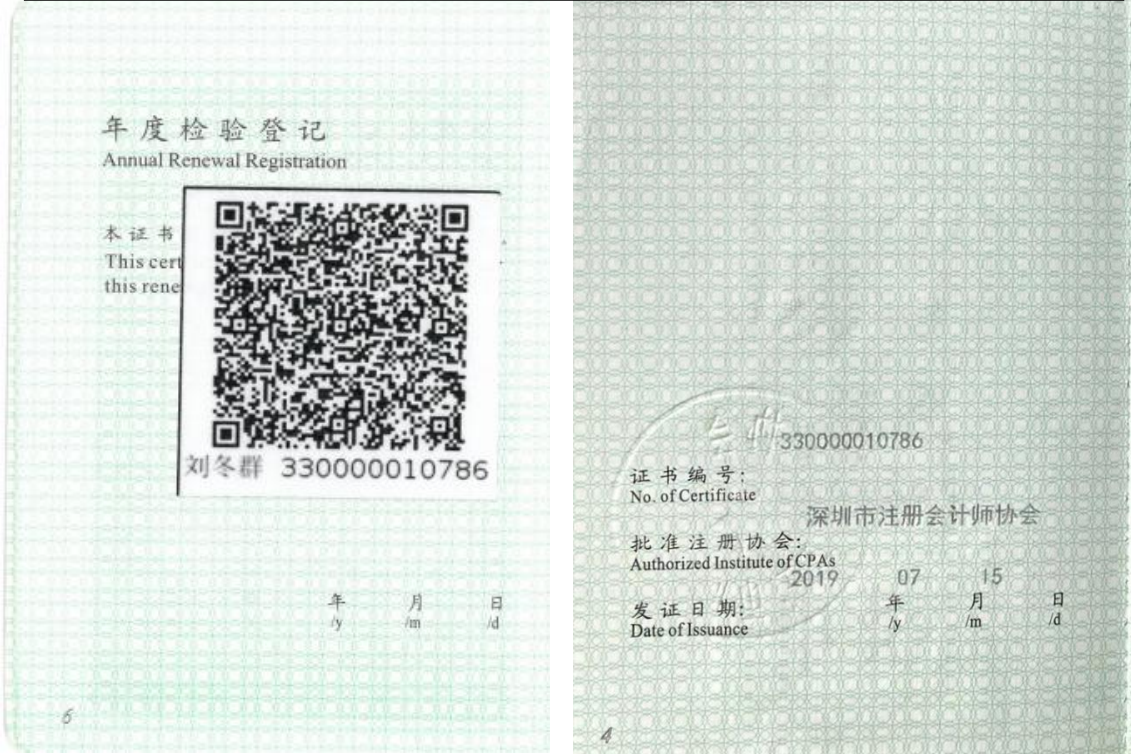 年度检验登记
Annual Renewal Registration
本证书
This cert
this rene
刘冬群 330000010786
年 月 日
/y /m /d
6
330000010786
证书编号:
No. of Certificate
深圳市注册会计师协会
批准注册协会:
Authorized Institute of CPAs
2019 07 15
发证日期: 年 月 日
Date of Issuance /y /m /d
4